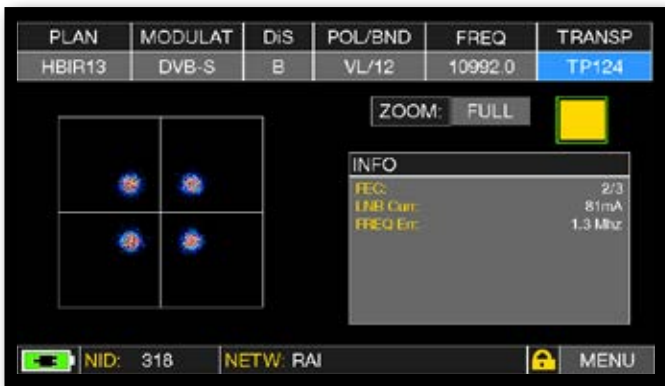 PLAN MODULAT DiS POL/BND FREQ TRANSP
HBIR13 DVB-S B VL/12 10992.0 TP124
ZOOM: FULL
INFO
FEC: 2/3
LNB Curr: 81mA
FREQ Err: 1.3 Mhz
NID: 318 NETW: RAI MENU